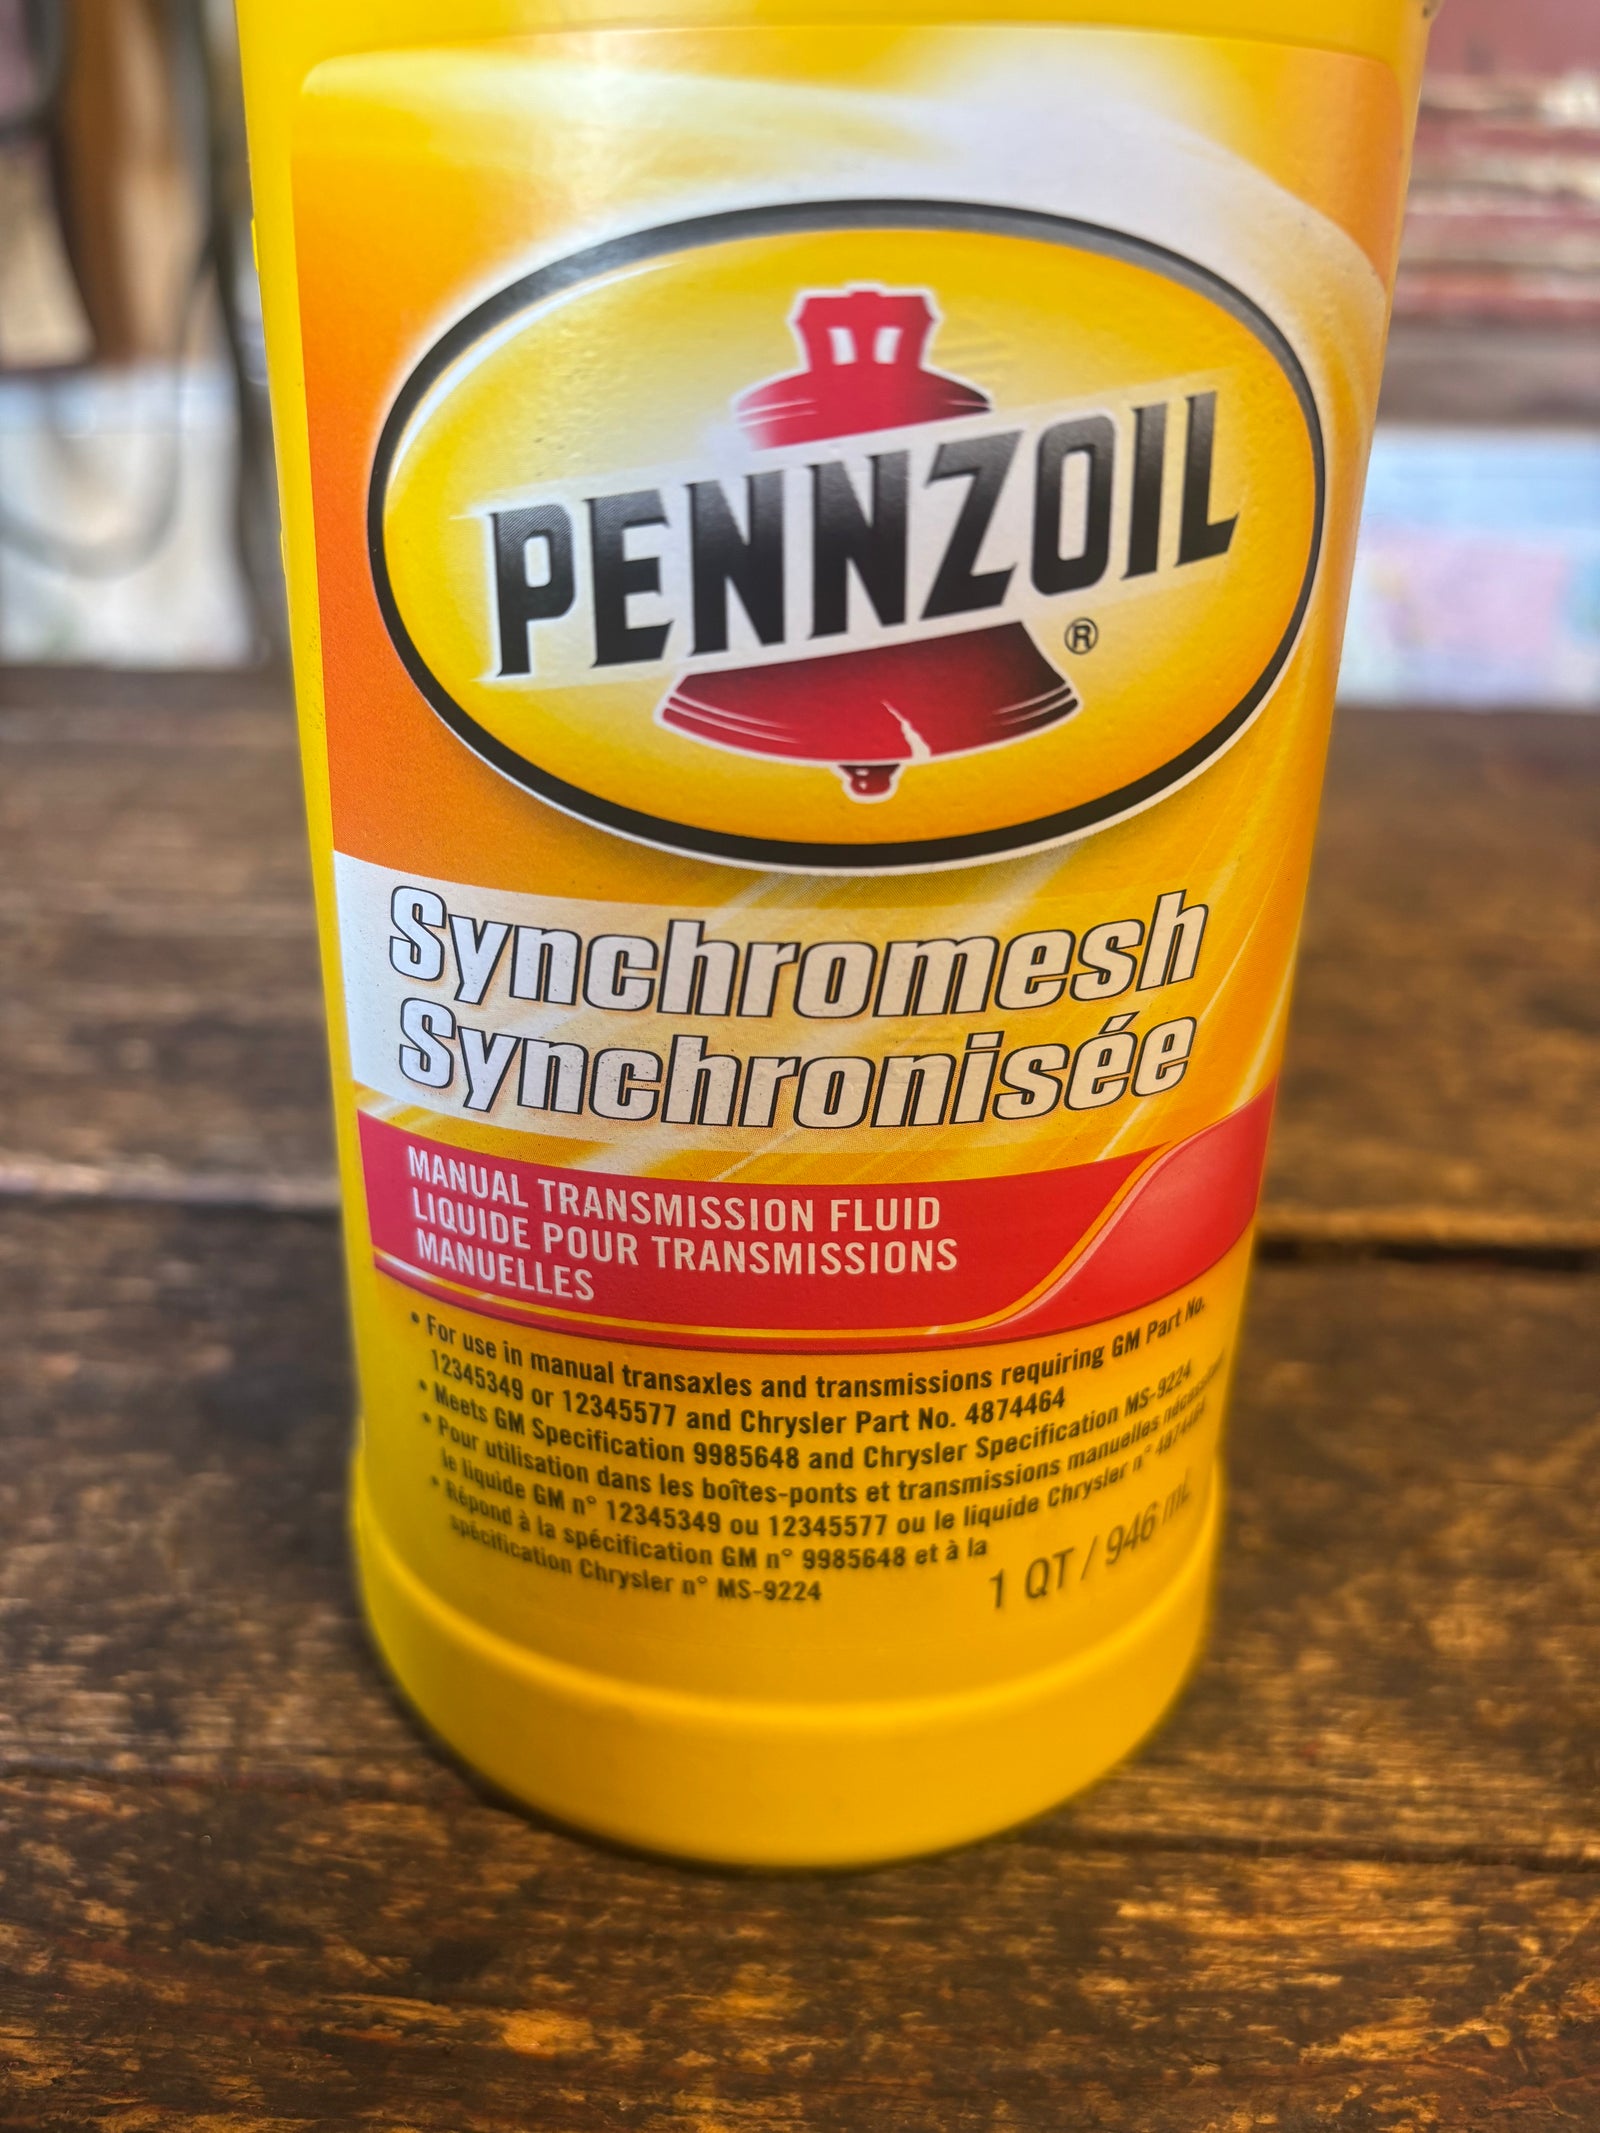 PENNZOIL
®
Synchromesh
Synchronisée
MANUAL TRANSMISSION FLUID
LIQUIDE POUR TRANSMISSIONS
MANUELLES
• For use in manual transaxles and transmissions requiring GM Part No.
12345349 or 12345577 and Chrysler Part No. 4874464
• Meets GM Specification 9985648 and Chrysler Specification MS-9224
• Pour utilisation dans les boîtes-ponts et transmissions manuelles
le liquide GM n° 12345349 ou 12345577 ou le liquide Chrysler n° 4874464
• Répond à la spécification GM n° 9985648 et à la
spécification Chrysler n° MS-9224
1 QT / 946 mL